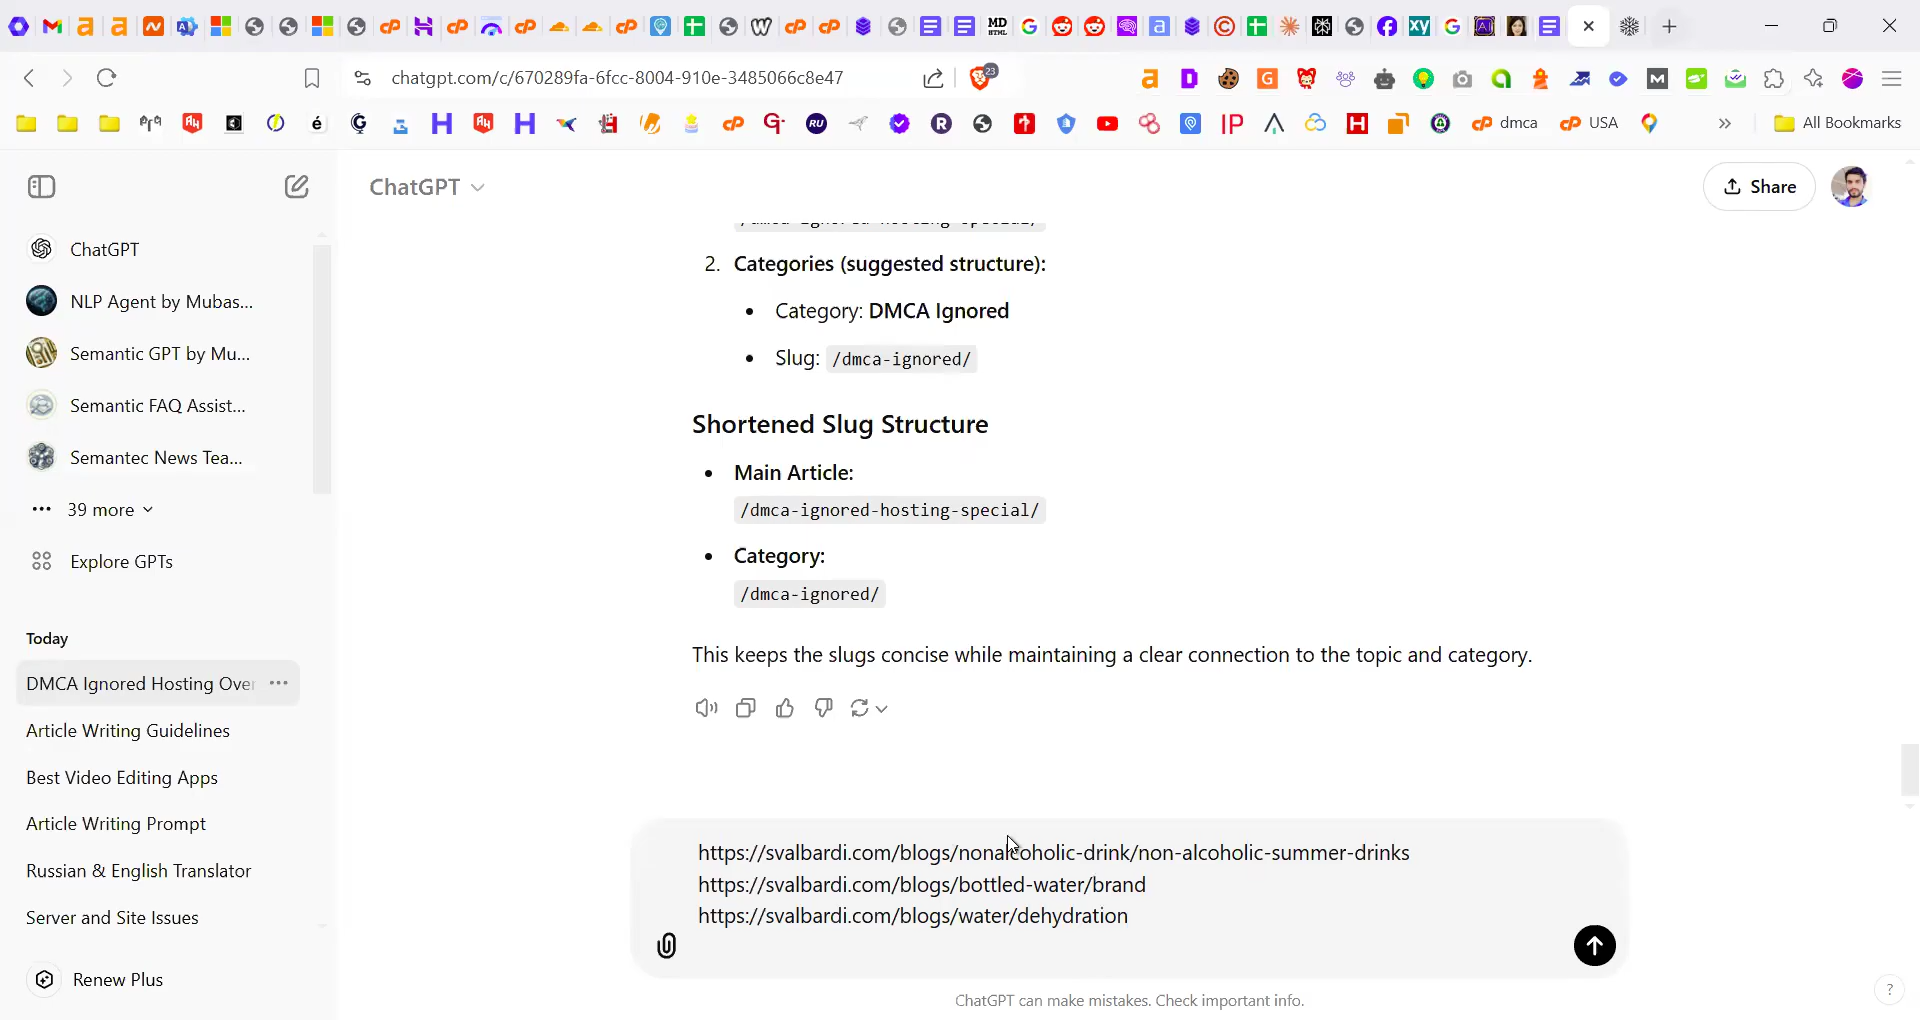 chatgpt.com/c/670289fa-6fcc-8004-910e-3485066c8e47
23
dmca
USA
All Bookmarks
ChatGPT
Share
ChatGPT
NLP Agent by Mubas...
Semantic GPT by Mu...
Semantic FAQ Assist...
Semantec News Tea...
39 more
Explore GPTs
Today
DMCA Ignored Hosting Over
Article Writing Guidelines
Best Video Editing Apps
Article Writing Prompt
Russian & English Translator
Server and Site Issues
Renew Plus
2. Categories (suggested structure):
• Category: DMCA Ignored
• Slug: /dmca-ignored/
Shortened Slug Structure
• Main Article:
/dmca-ignored-hosting-special/
• Category:
/dmca-ignored/
This keeps the slugs concise while maintaining a clear connection to the topic and category.
https://svalbardi.com/blogs/nonalcoholic-drink/non-alcoholic-summer-drinks
https://svalbardi.com/blogs/bottled-water/brand
https://svalbardi.com/blogs/water/dehydration
ChatGPT can make mistakes. Check important info.
?